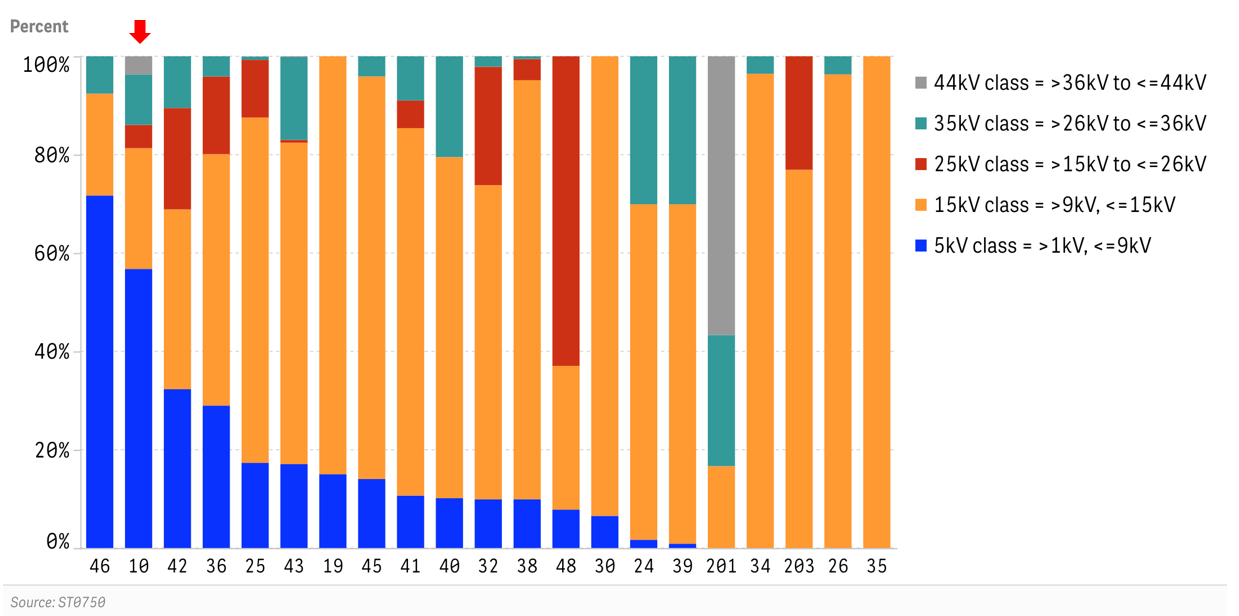 Percent
100%
80%
60%
40%
20%
0%
46 10 42 36 25 43 19 45 41 40 32 38 48 30 24 39 201 34 203 26 35
44kV class = >36kV to <=44kV
35kV class = >26kV to <=36kV
25kV class = >15kV to <=26kV
15kV class = >9kV, <=15kV
5kV class = >1kV, <=9kV
Source: ST0750